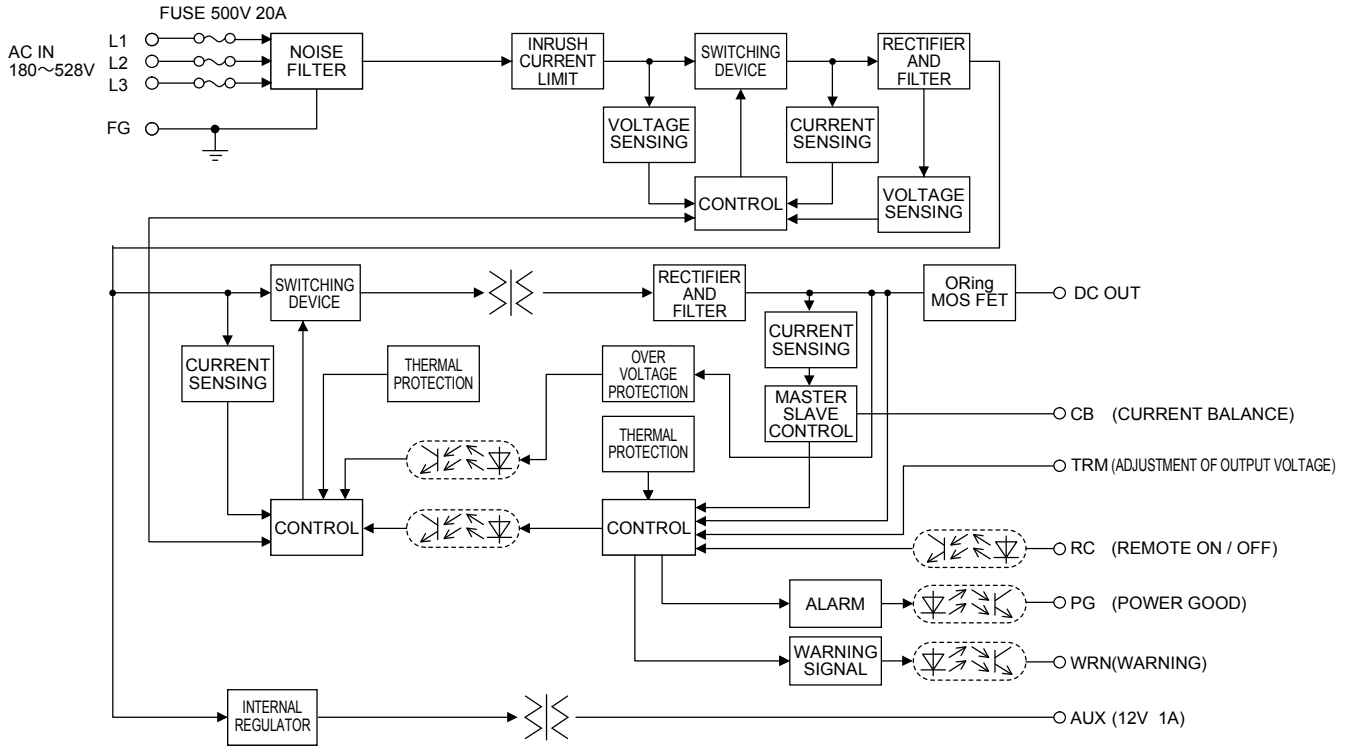 FUSE 500V 20A
AC IN
180～528V
L1
L2
L3
FG
NOISE
FILTER
INRUSH
CURRENT
LIMIT
SWITCHING
DEVICE
RECTIFIER
AND
FILTER
VOLTAGE
SENSING
CURRENT
SENSING
CONTROL
VOLTAGE
SENSING
SWITCHING
DEVICE
RECTIFIER
AND
FILTER
ORing
MOS FET
DC OUT
CURRENT
SENSING
CURRENT
SENSING
THERMAL
PROTECTION
OVER
VOLTAGE
PROTECTION
MASTER
SLAVE
CONTROL
CB (CURRENT BALANCE)
THERMAL
PROTECTION
TRM (ADJUSTMENT OF OUTPUT VOLTAGE)
CONTROL
CONTROL
RC (REMOTE ON / OFF)
ALARM
PG (POWER GOOD)
WARNING
SIGNAL
WRN(WARNING)
INTERNAL
REGULATOR
AUX (12V 1A)